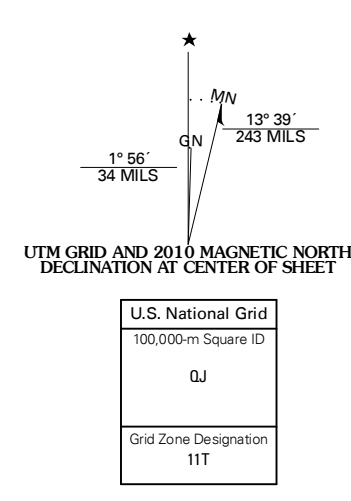 ★
MN
GN
1° 56´
34 MILS
13° 39´
243 MILS
UTM GRID AND 2010 MAGNETIC NORTH
DECLINATION AT CENTER OF SHEET
U.S. National Grid
100,000-m Square ID
QJ
Grid Zone Designation
11T